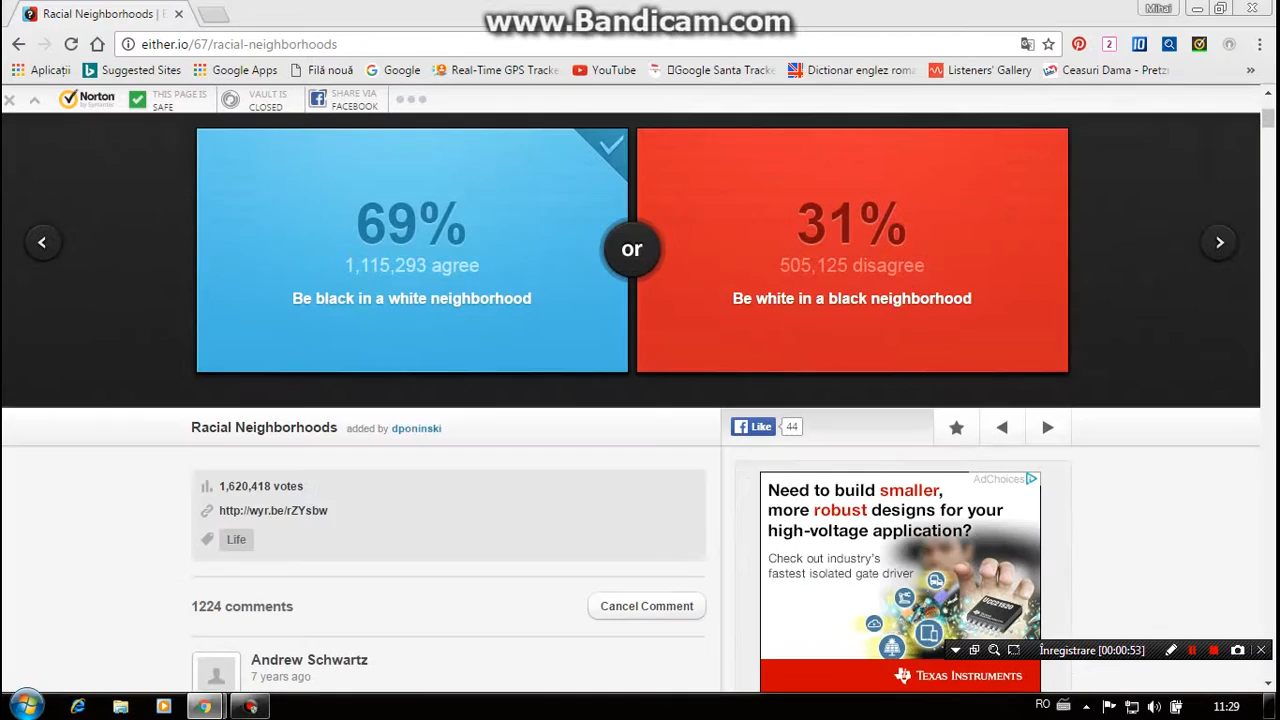 Racial Neighborhoods | E
www.Bandicam.com
Mihai
either.io/67/racial-neighborhoods
Aplicații
Suggested Sites
Google Apps
Filă nouă
Google
Real-Time GPS Tracke
YouTube
Google Santa Tracke
Dictionar englez roma
Listeners' Gallery
Ceasuri Dama - Pretz
»
Norton
by Symantec
THIS PAGE IS
SAFE
VAULT IS
CLOSED
SHARE VIA
FACEBOOK
69%
1,115,293 agree
Be black in a white neighborhood
or
31%
505,125 disagree
Be white in a black neighborhood
Racial Neighborhoods added by dponinski
Like 44
1,620,418 votes
http://wyr.be/rZYsbw
Life
1224 comments
Cancel Comment
Andrew Schwartz
7 years ago
AdChoices
Need to build smaller,
more robust designs for your
high-voltage application?
Check out industry's
fastest isolated gate driver
UCC21520
TEXAS INSTRUMENTS
Înregistrare [00:00:53]
RO
11:29